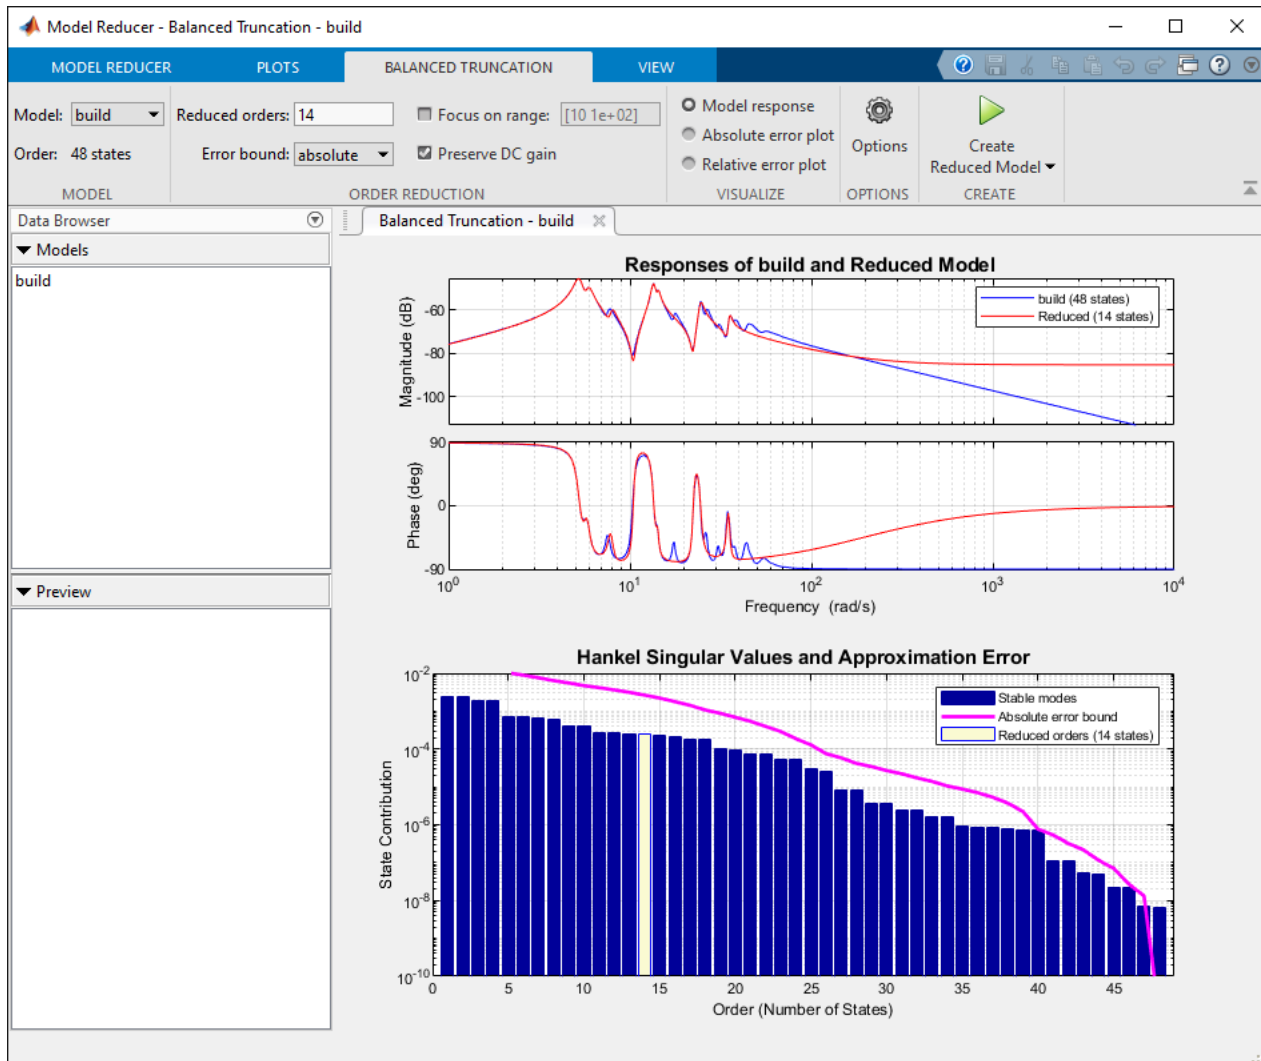 Model Reducer - Balanced Truncation - build
MODEL REDUCER PLOTS BALANCED TRUNCATION VIEW
Model: build Reduced orders: 14 Focus on range: [10 1e+02] Model response
Absolute error plot
Order: 48 states Error bound: absolute Preserve DC gain Options Create
Relative error plot Reduced Model
MODEL ORDER REDUCTION VISUALIZE OPTIONS CREATE
Data Browser Balanced Truncation - build
Models
build
Preview
Responses of build and Reduced Model
build (48 states)
Reduced (14 states)
Magnitude (dB)
-60
-80
-100
Phase (deg)
90
0
-90
10^0 10^1 10^2 10^3 10^4
Frequency (rad/s)
Hankel Singular Values and Approximation Error
Stable modes
Absolute error bound
Reduced orders (14 states)
State Contribution
10^-2
10^-4
10^-6
10^-8
10^-10
0 5 10 15 20 25 30 35 40 45
Order (Number of States)